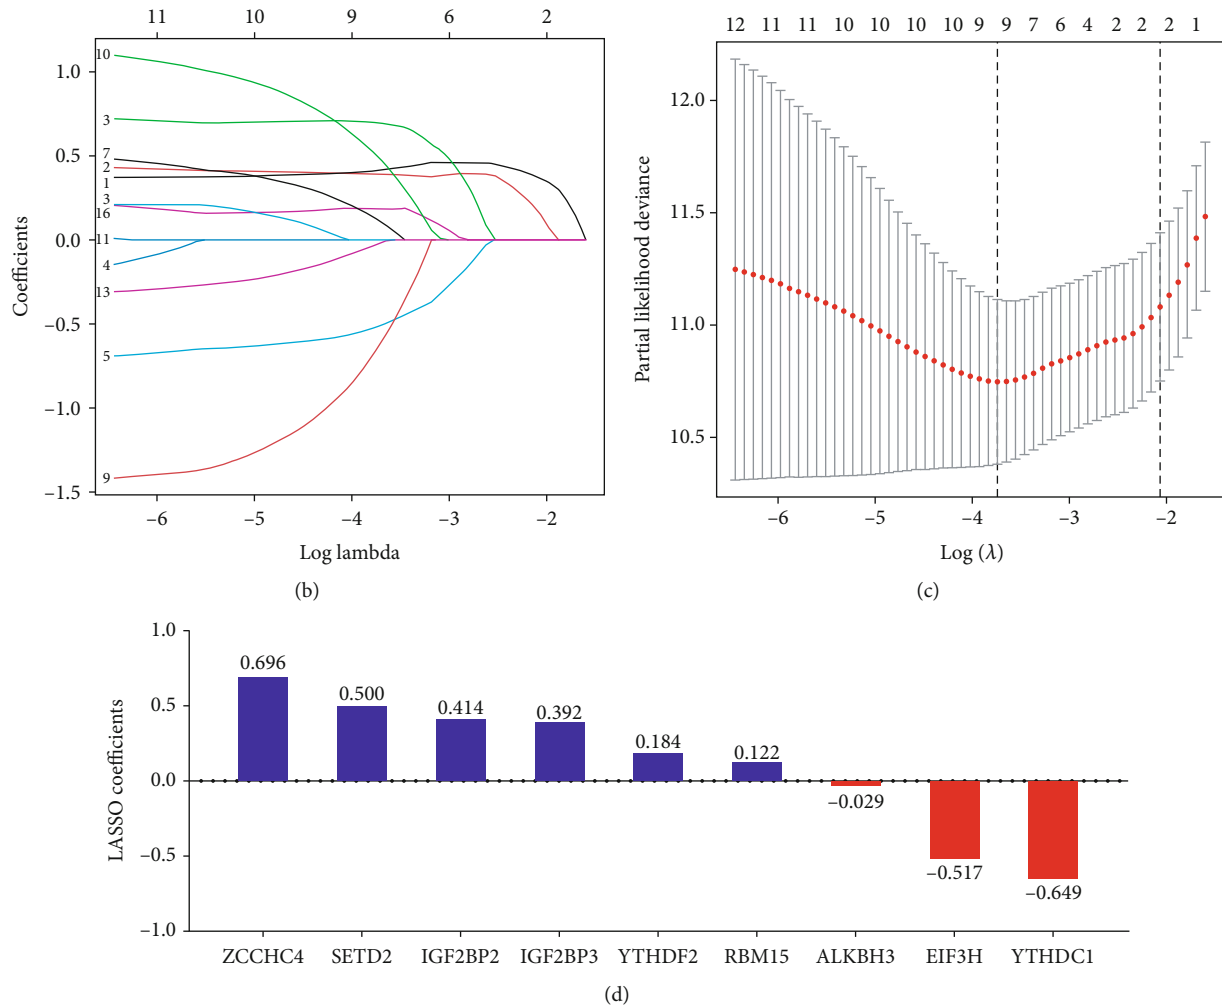 11 10 9 6 2
1.0
0.5
0.0
−0.5
−1.0
−1.5
Coefficients
10
3
7
2
1
3
16
11
4
13
5
9
−6 −5 −4 −3 −2
Log lambda
(b)
12 11 11 10 10 10 10 10 9 9 7 6 4 2 2 2 1
12.0
11.5
11.0
10.5
Partial likelihood deviance
−6 −5 −4 −3 −2
Log (λ)
(c)
1.0
0.5
0.0
−0.5
−1.0
LASSO coefficients
0.696
0.500
0.414
0.392
0.184
0.122
−0.029
−0.517
−0.649
ZCCHC4 SETD2 IGF2BP2 IGF2BP3 YTHDF2 RBM15 ALKBH3 EIF3H YTHDC1
(d)